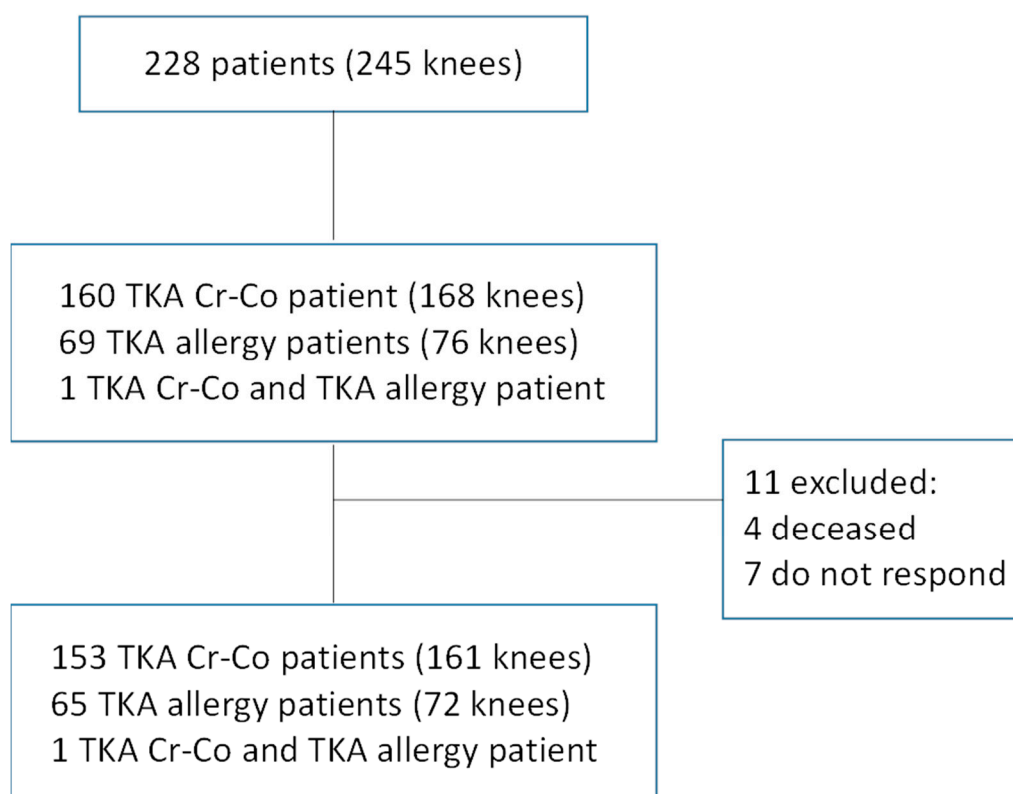 228 patients (245 knees)
160 TKA Cr-Co patient (168 knees)
69 TKA allergy patients (76 knees)
1 TKA Cr-Co and TKA allergy patient
11 excluded:
4 deceased
7 do not respond
153 TKA Cr-Co patients (161 knees)
65 TKA allergy patients (72 knees)
1 TKA Cr-Co and TKA allergy patient